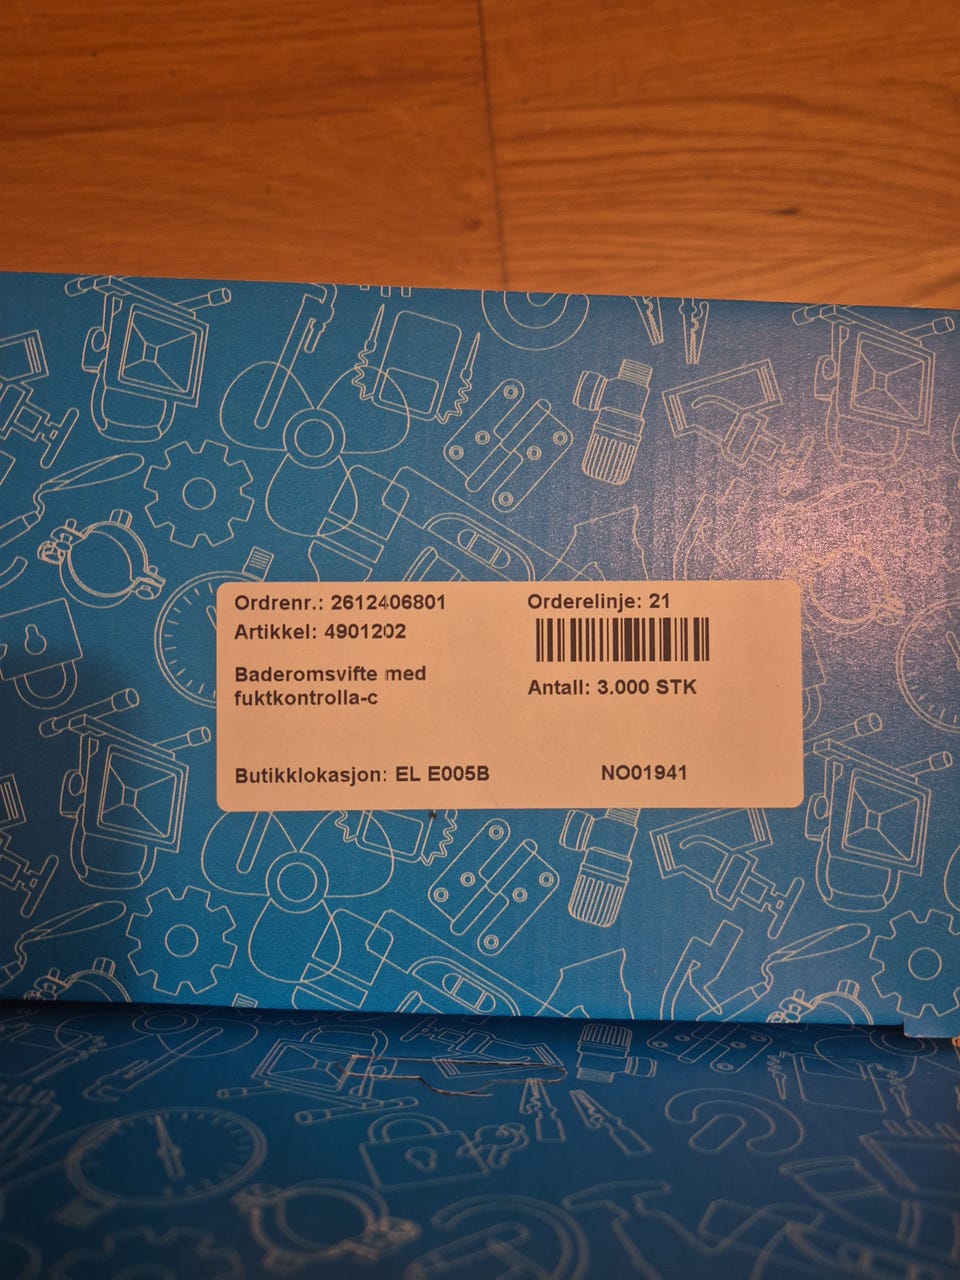 Ordrenr.: 2612406801
Orderelinje: 21
Artikkel: 4901202
Baderomsvifte med
fuktkontrolla-c
Antall: 3.000 STK
Butikklokasjon: EL E005B
NO01941